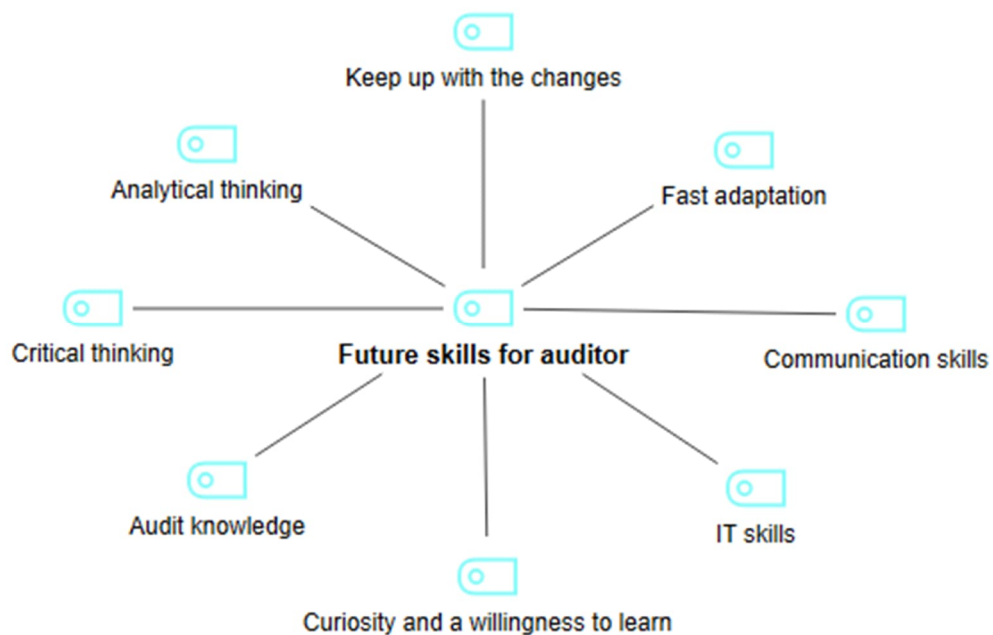 Keep up with the changes
Analytical thinking
Fast adaptation
Critical thinking
Future skills for auditor
Communication skills
Audit knowledge
IT skills
Curiosity and a willingness to learn